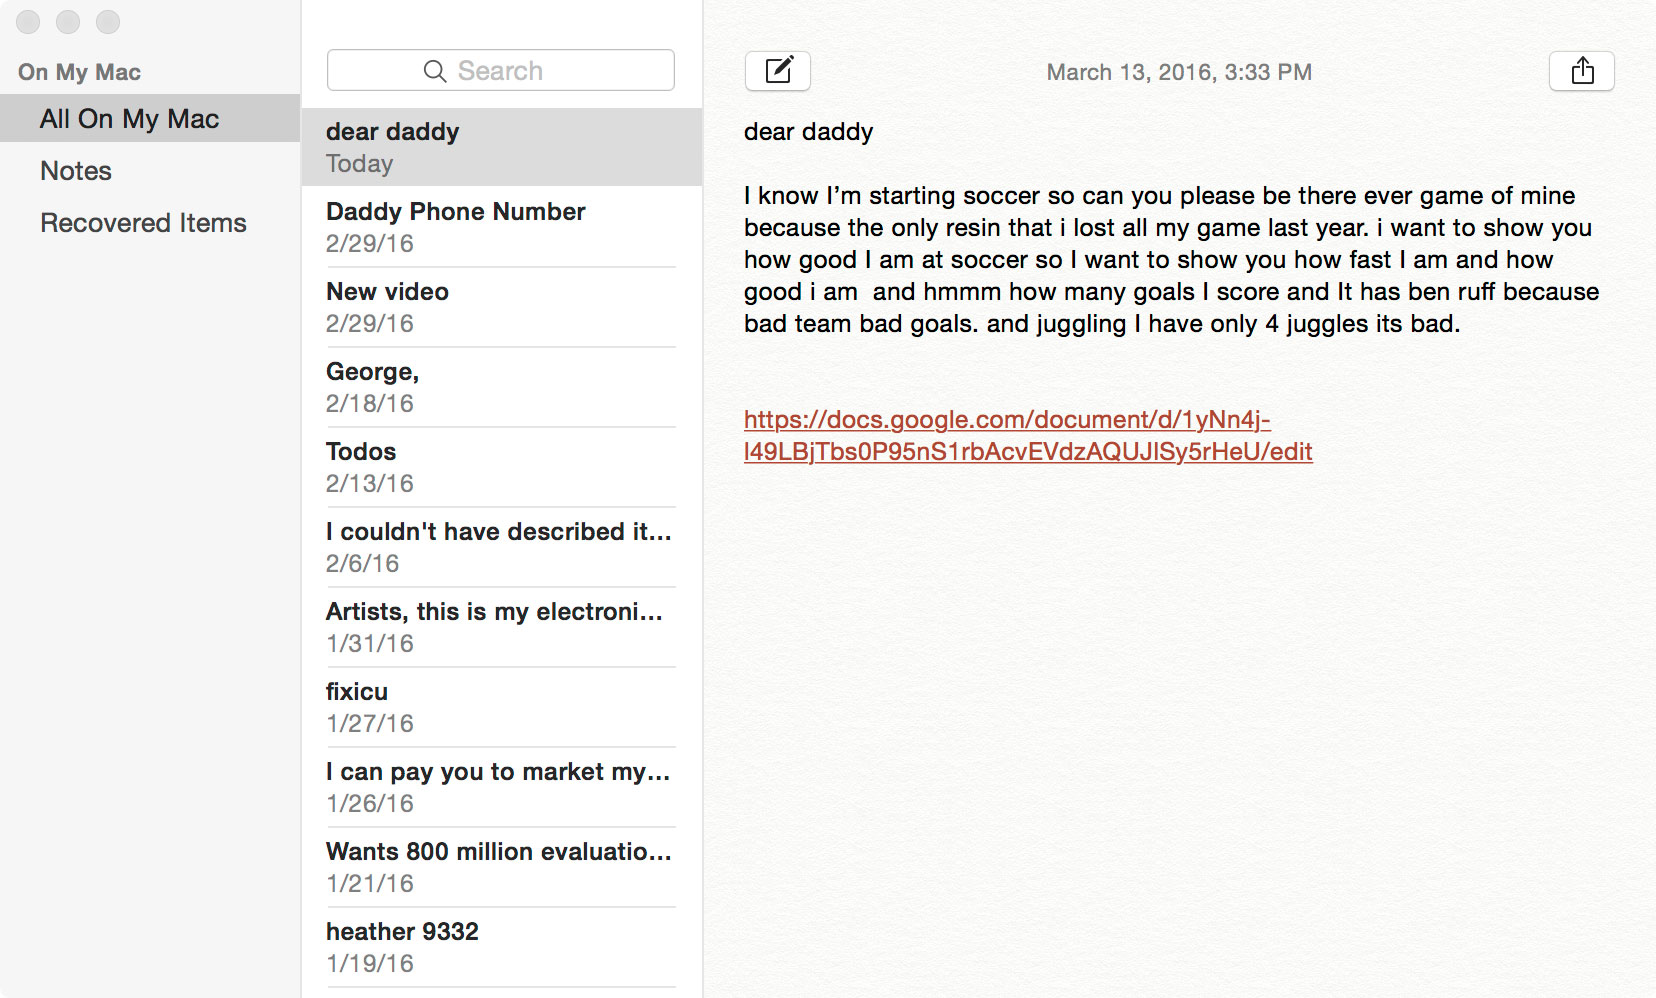 On My Mac
All On My Mac
Notes
Recovered Items
Search
dear daddy
Today
Daddy Phone Number
2/29/16
New video
2/29/16
George,
2/18/16
Todos
2/13/16
I couldn't have described it...
2/6/16
Artists, this is my electroni...
1/31/16
fixicu
1/27/16
I can pay you to market my...
1/26/16
Wants 800 million evaluatio...
1/21/16
heather 9332
1/19/16
March 13, 2016, 3:33 PM
dear daddy
I know I’m starting soccer so can you please be there ever game of mine
because the only resin that i lost all my game last year. i want to show you
how good I am at soccer so I want to show you how fast I am and how
good i am  and hmmm how many goals I score and It has ben ruff because
bad team bad goals. and juggling I have only 4 juggles its bad.
https://docs.google.com/document/d/1yNn4j-
l49LBjTbs0P95nS1rbAcvEVdzAQUJlSy5rHeU/edit